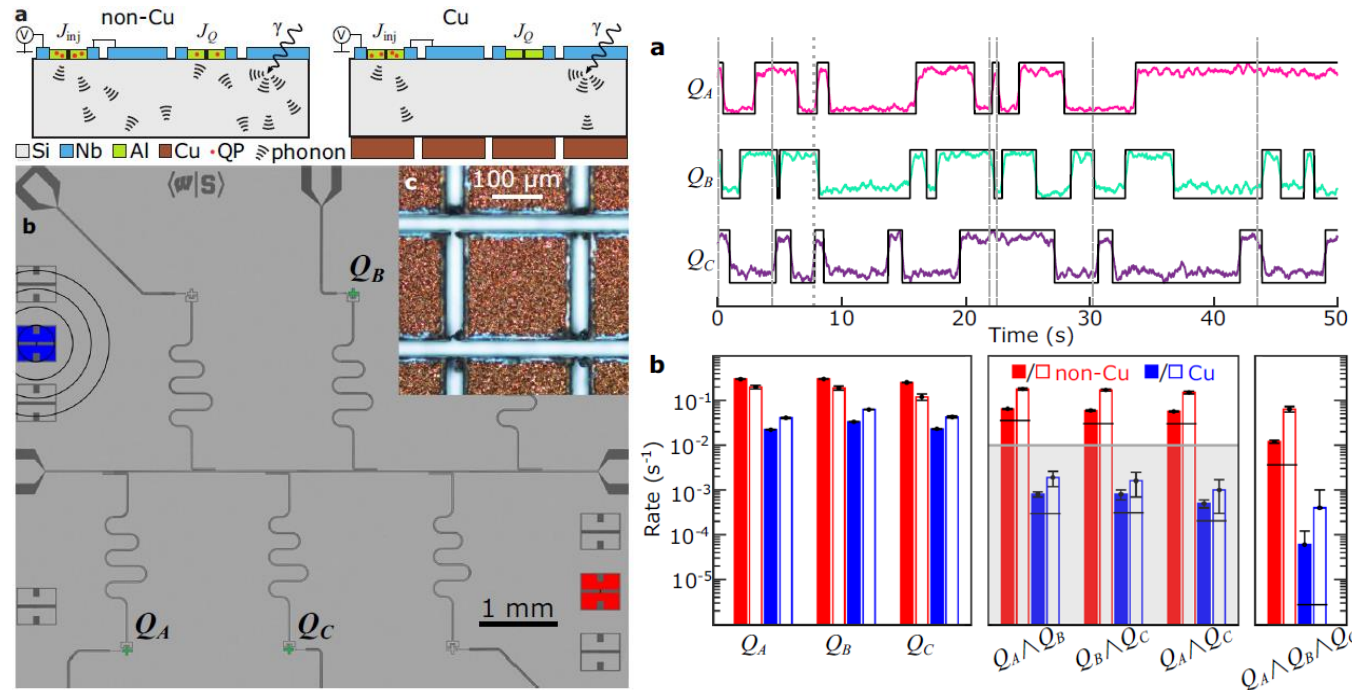 a
non-Cu
Cu
V
J_inj
J_Q
γ
V
J_inj
J_Q
γ
Si Nb Al Cu QP phonon
⟨W|S⟩
b
c
100 μm
Q_B
Q_A
Q_C
1 mm
a
Q_A
Q_B
Q_C
0 10 20 30 40 50
Time (s)
b
/ non-Cu / Cu
Rate (s⁻¹)
10⁻¹
10⁻²
10⁻³
10⁻⁴
10⁻⁵
Q_A Q_B Q_C
Q_A∧Q_B Q_B∧Q_C Q_A∧Q_C
Q_A∧Q_B∧Q_C